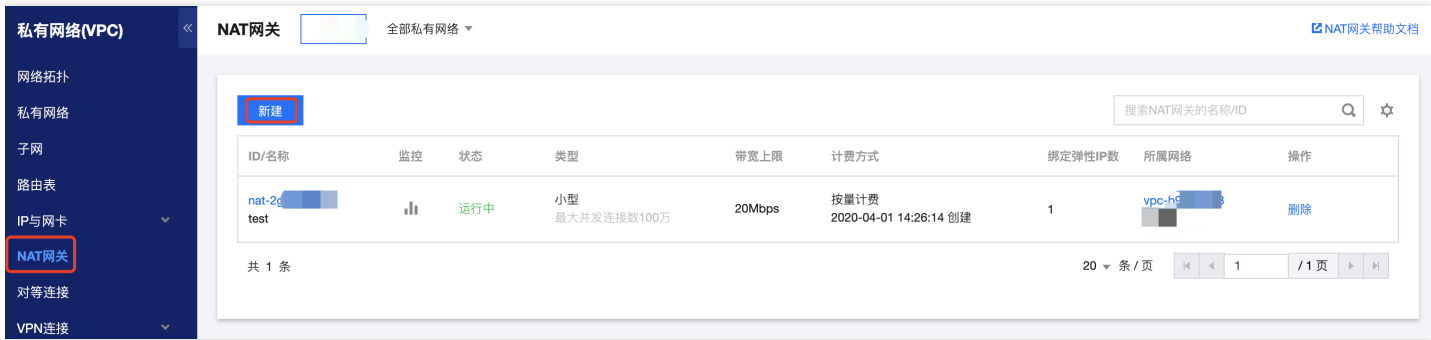 私有网络(VPC)
«
NAT网关
全部私有网络
NAT网关帮助文档
网络拓扑
私有网络
子网
路由表
IP与网卡
NAT网关
对等连接
VPN连接
新建
搜索NAT网关的名称/ID
ID/名称 监控 状态 类型 带宽上限 计费方式 绑定弹性IP数 所属网络 操作
nat-2g 运行中 小型 20Mbps 按量计费 1 vpc-h9 8 删除
test 最大并发连接数100万 2020-04-01 14:26:14 创建
共 1 条
20 条 / 页 1 / 1 页